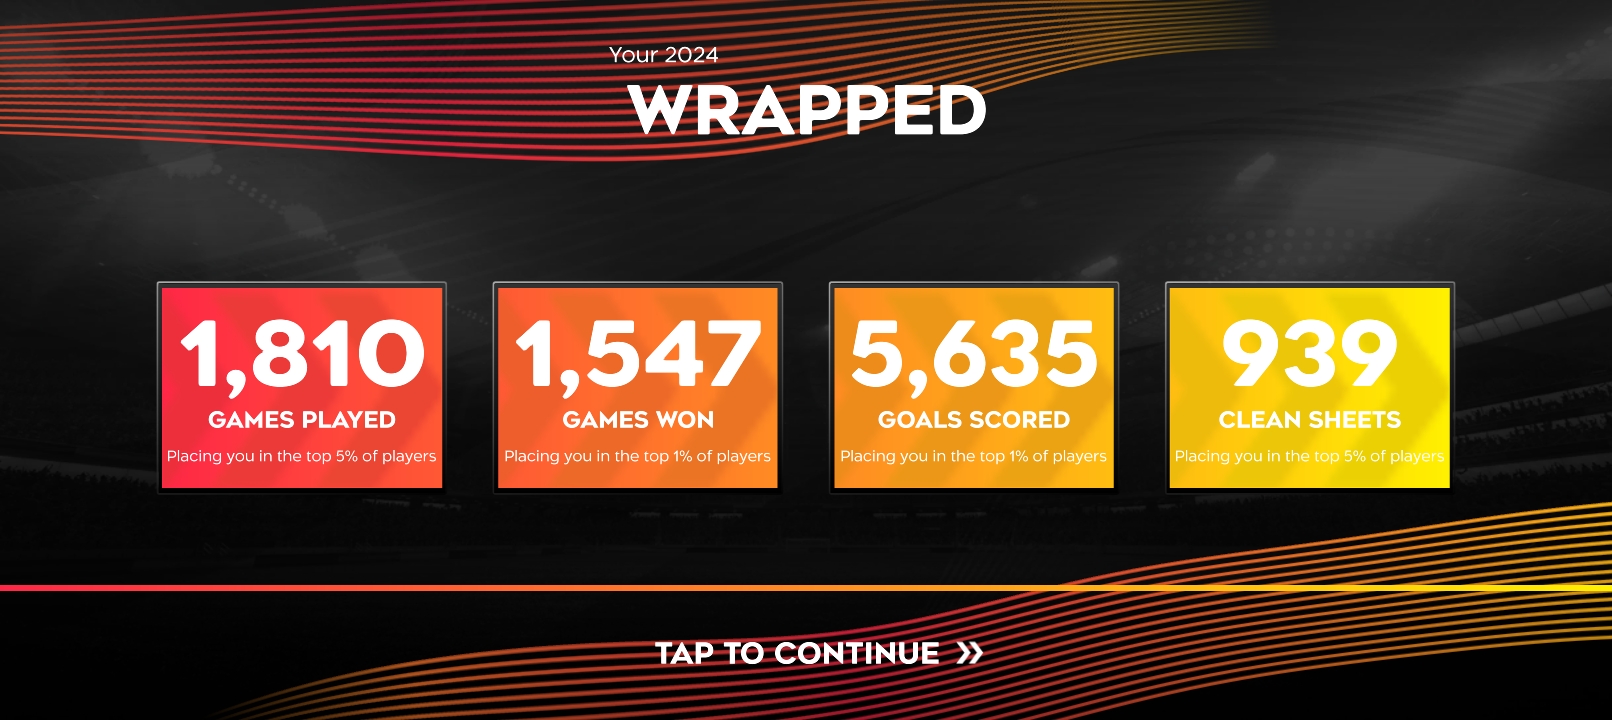 Your 2024
WRAPPED
1,810
GAMES PLAYED
Placing you in the top 5% of players
1,547
GAMES WON
Placing you in the top 1% of players
5,635
GOALS SCORED
Placing you in the top 1% of players
939
CLEAN SHEETS
Placing you in the top 5% of players
TAP TO CONTINUE